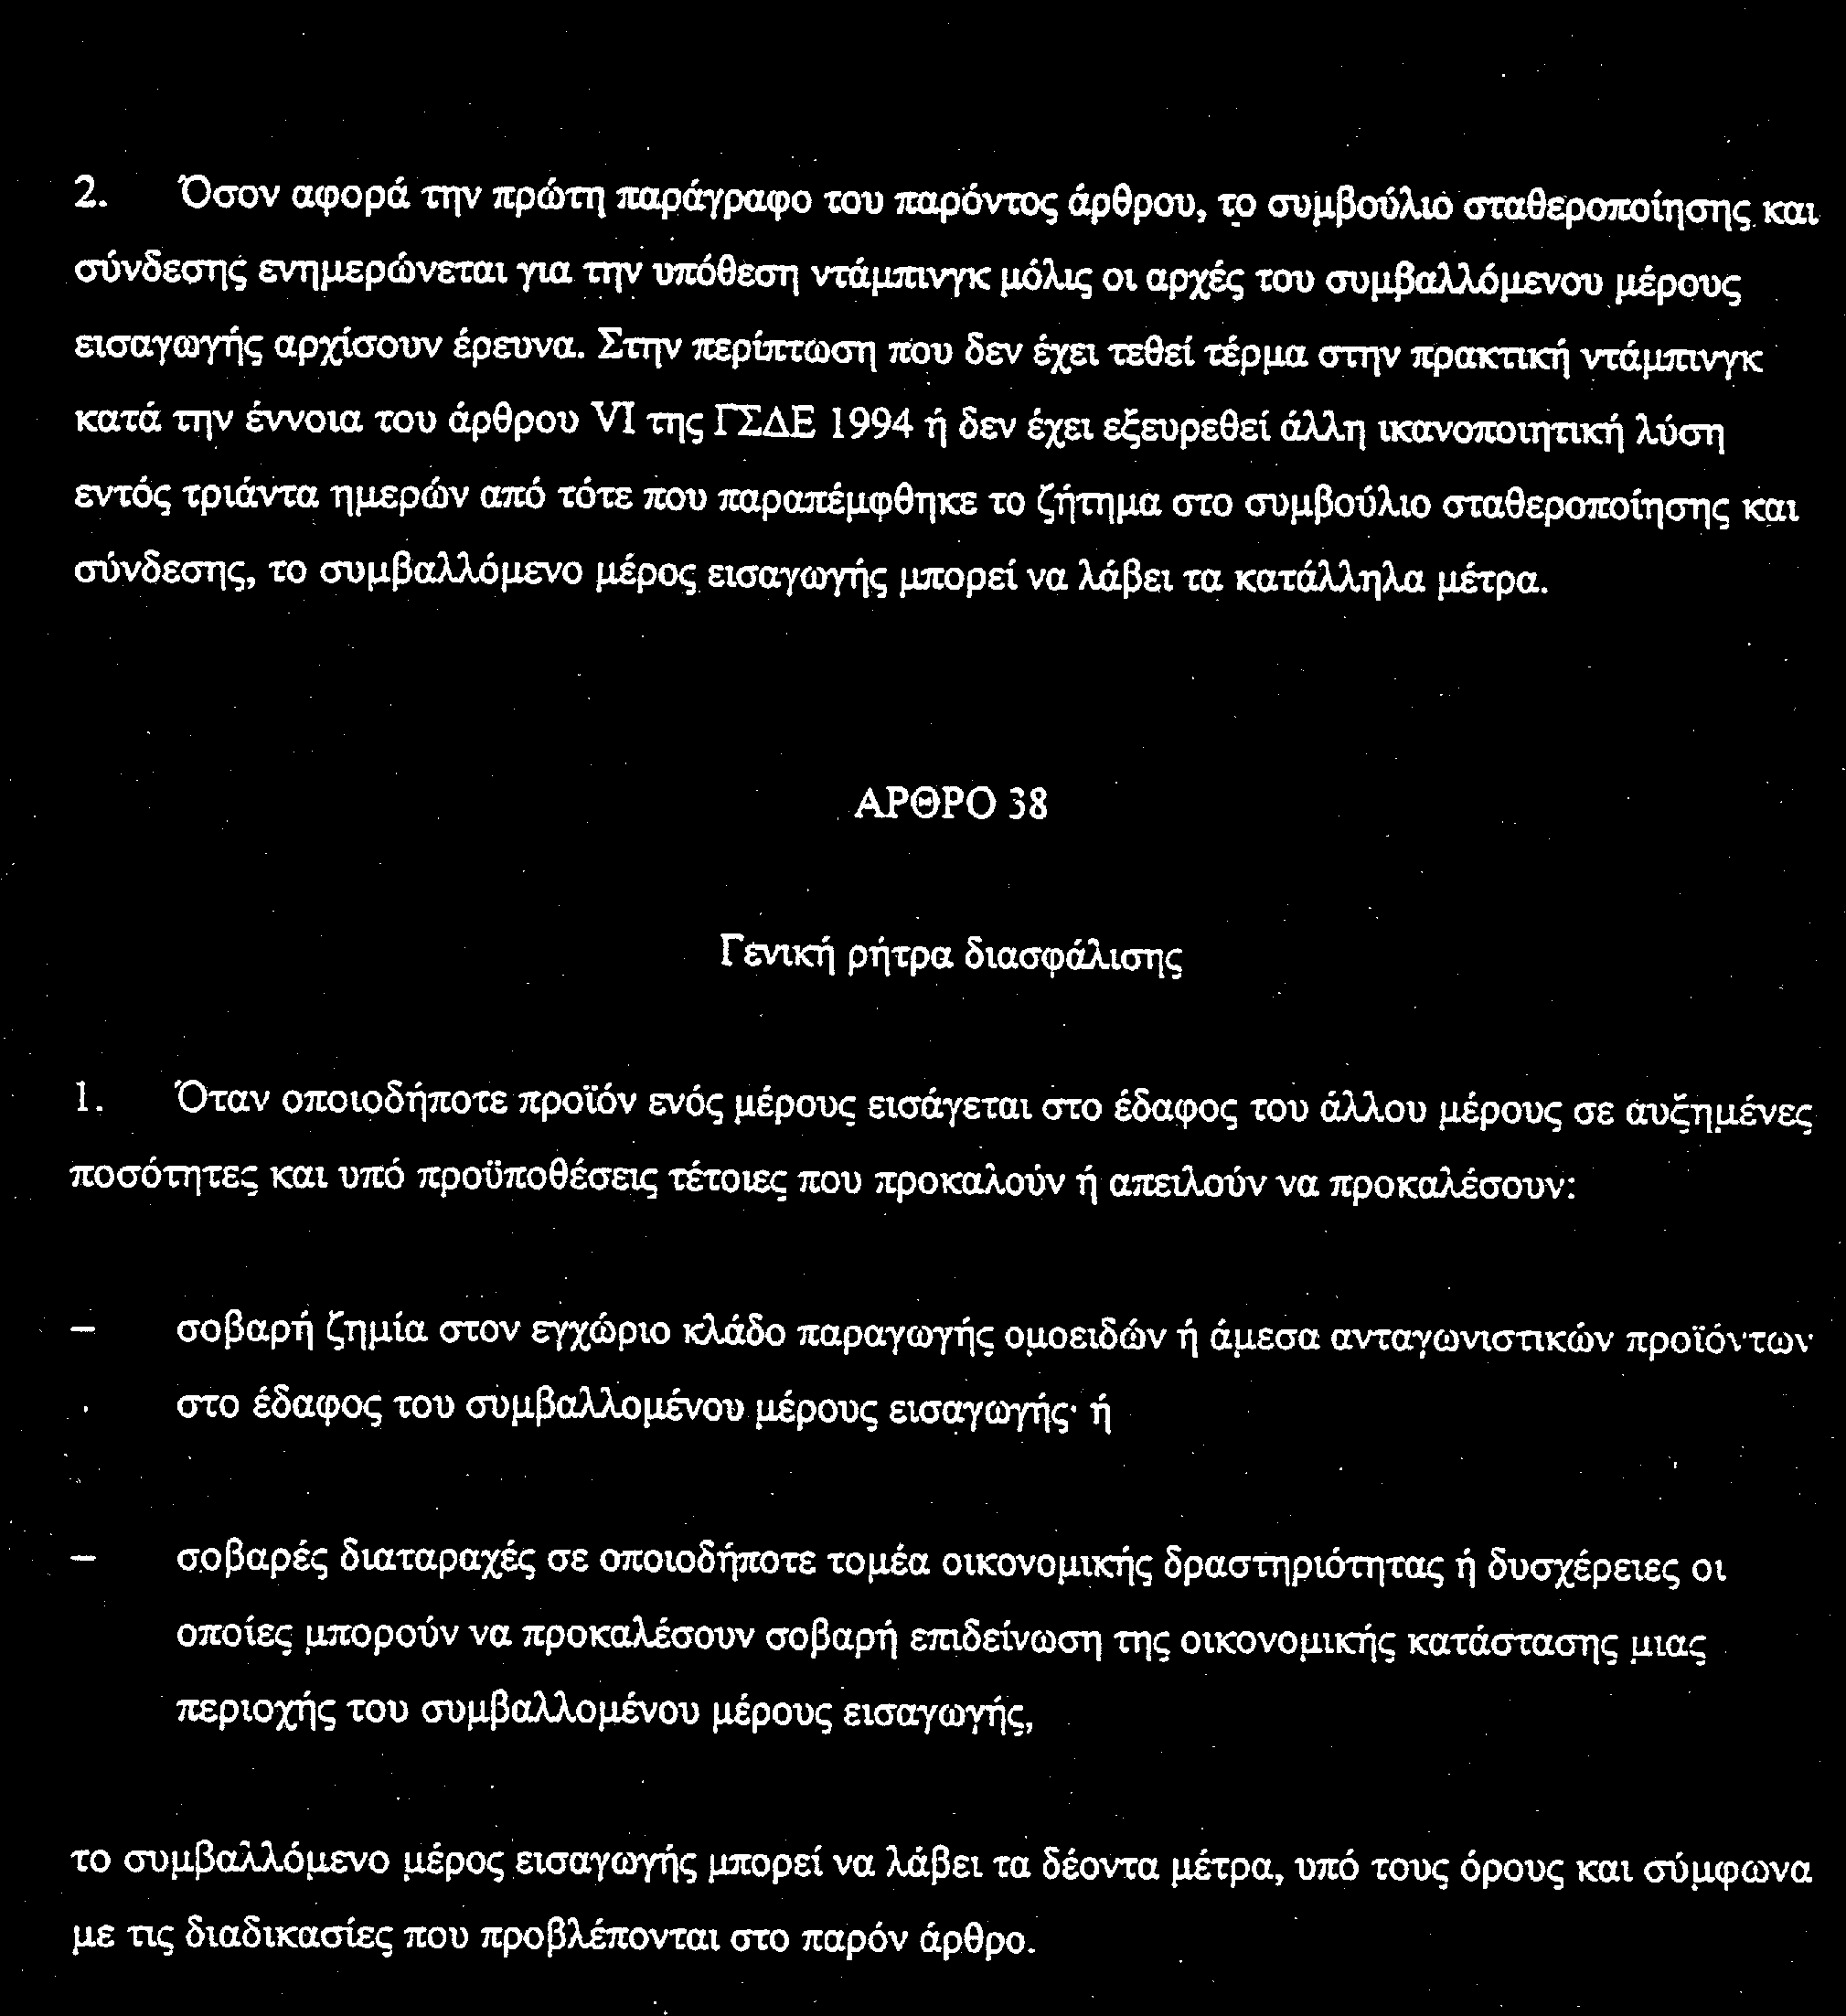 2. Όσον αφορά την πρώτη παράγραφο του παρόντος άρθρου, το συμβούλιο σταθεροποίησης και
σύνδεσης ενημερώνεται για την υπόθεση ντάμπινγκ μόλις οι αρχές του συμβαλλόμενου μέρους
εισαγωγής αρχίσουν έρευνα. Στην περίπτωση που δεν έχει τεθεί τέρμα στην πρακτική ντάμπινγκ
κατά την έννοια του άρθρου VI της ΓΣΔΕ 1994 ή δεν έχει εξευρεθεί άλλη ικανοποιητική λύση
εντός τριάντα ημερών από τότε που παραπέμφθηκε το ζήτημα στο συμβούλιο σταθεροποίησης και
σύνδεσης, το συμβαλλόμενο μέρος εισαγωγής μπορεί να λάβει τα κατάλληλα μέτρα.
ΑΡΘΡΟ 38
Γενική ρήτρα διασφάλισης
1. Όταν οποιοδήποτε προϊόν ενός μέρους εισάγεται στο έδαφος του άλλου μέρους σε αυξημένες
ποσότητες και υπό προϋποθέσεις τέτοιες που προκαλούν ή απειλούν να προκαλέσουν:
– σοβαρή ζημία στον εγχώριο κλάδο παραγωγής ομοειδών ή άμεσα ανταγωνιστικών προϊόντων
στο έδαφος του συμβαλλομένου μέρους εισαγωγής· ή
– σοβαρές διαταραχές σε οποιοδήποτε τομέα οικονομικής δραστηριότητας ή δυσχέρειες οι
οποίες μπορούν να προκαλέσουν σοβαρή επιδείνωση της οικονομικής κατάστασης μιας
περιοχής του συμβαλλομένου μέρους εισαγωγής,
το συμβαλλόμενο μέρος εισαγωγής μπορεί να λάβει τα δέοντα μέτρα, υπό τους όρους και σύμφωνα
με τις διαδικασίες που προβλέπονται στο παρόν άρθρο.